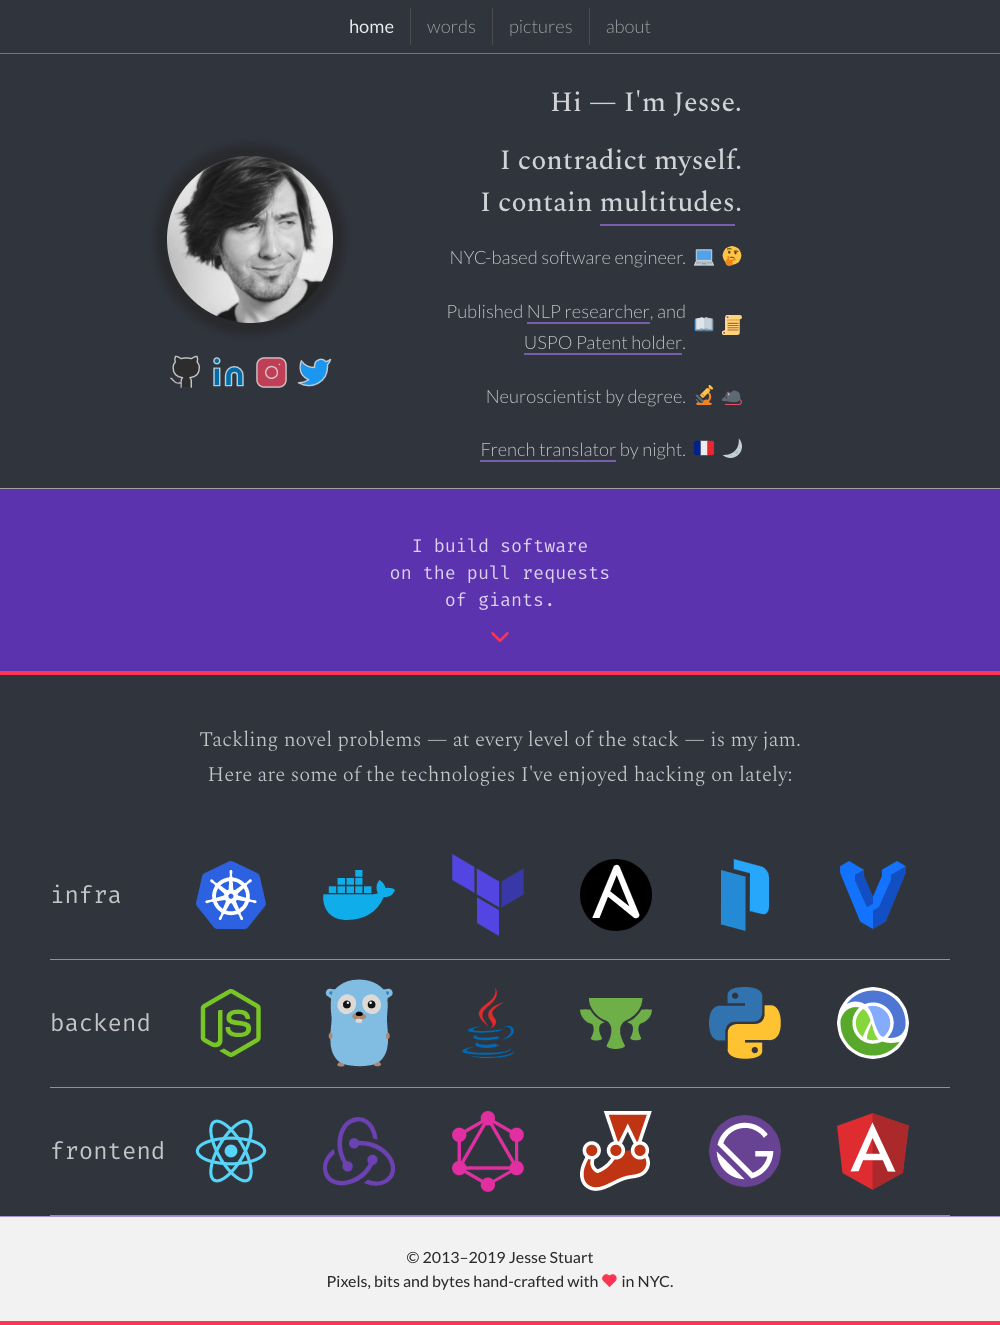 home words pictures about
Hi — I'm Jesse.
I contradict myself.
I contain multitudes.
NYC-based software engineer.
Published NLP researcher, and
USPO Patent holder.
Neuroscientist by degree.
French translator by night.
I build software
on the pull requests
of giants.
Tackling novel problems — at every level of the stack — is my jam.
Here are some of the technologies I've enjoyed hacking on lately:
infra
backend
frontend
© 2013–2019 Jesse Stuart
Pixels, bits and bytes hand-crafted with ❤ in NYC.